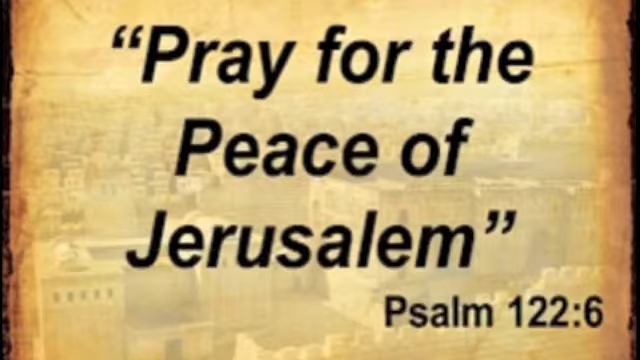 “Pray for the
Peace of
Jerusalem”
Psalm 122:6